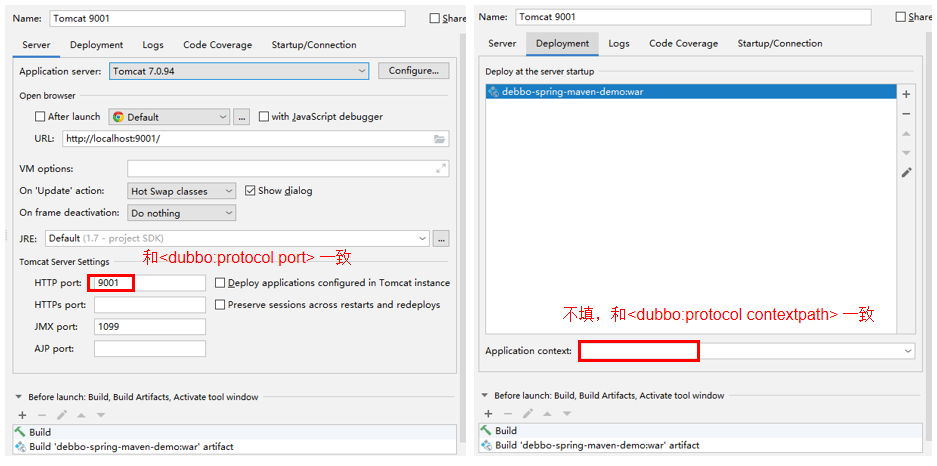 Name: Tomcat 9001 Share
Server Deployment Logs Code Coverage Startup/Connection
Application server: Tomcat 7.0.94 Configure...
Open browser
After launch Default ... with JavaScript debugger
URL: http://localhost:9001/
VM options:
On 'Update' action: Hot Swap classes Show dialog
On frame deactivation: Do nothing
JRE: Default (1.7 - project SDK) ...
和<dubbo:protocol port> 一致
Tomcat Server Settings
HTTP port: 9001 Deploy applications configured in Tomcat instance
HTTPs port: Preserve sessions across restarts and redeploys
JMX port: 1099
AJP port:
Before launch: Build, Build Artifacts, Activate tool window
Build
Build 'debbo-spring-maven-demo:war' artifact
Name: Tomcat 9001 Share
Server Deployment Logs Code Coverage Startup/Connection
Deploy at the server startup
debbo-spring-maven-demo:war
不填，和<dubbo:protocol contextpath> 一致
Application context:
Before launch: Build, Build Artifacts, Activate tool window
Build
Build 'debbo-spring-maven-demo:war' artifact